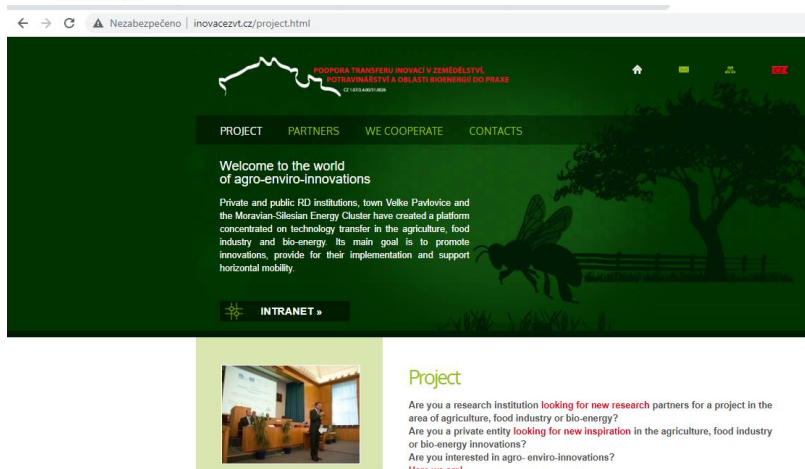 Nezabezpečeno | inovacezvt.cz/project.html
PODPORA TRANSFERU INOVACÍ V ZEMĚDĚLSTVÍ,
POTRAVINÁŘSTVÍ A OBLASTI BIOENERGIÍ DO PRAXE
PROJECT PARTNERS WE COOPERATE CONTACTS
Welcome to the world
of agro-enviro-innovations
Private and public RD institutions, town Velke Pavlovice and
the Moravian-Silesian Energy Cluster have created a platform
concentrated on technology transfer in the agriculture, food
industry and bio-energy. Its main goal is to promote
innovations, provide for their implementation and support
horizontal mobility.
INTRANET »
Project
Are you a research institution looking for new research partners for a project in the
area of agriculture, food industry or bio-energy?
Are you a private entity looking for new inspiration in the agriculture, food industry
or bio-energy innovations?
Are you interested in agro- enviro-innovations?
Here we are!